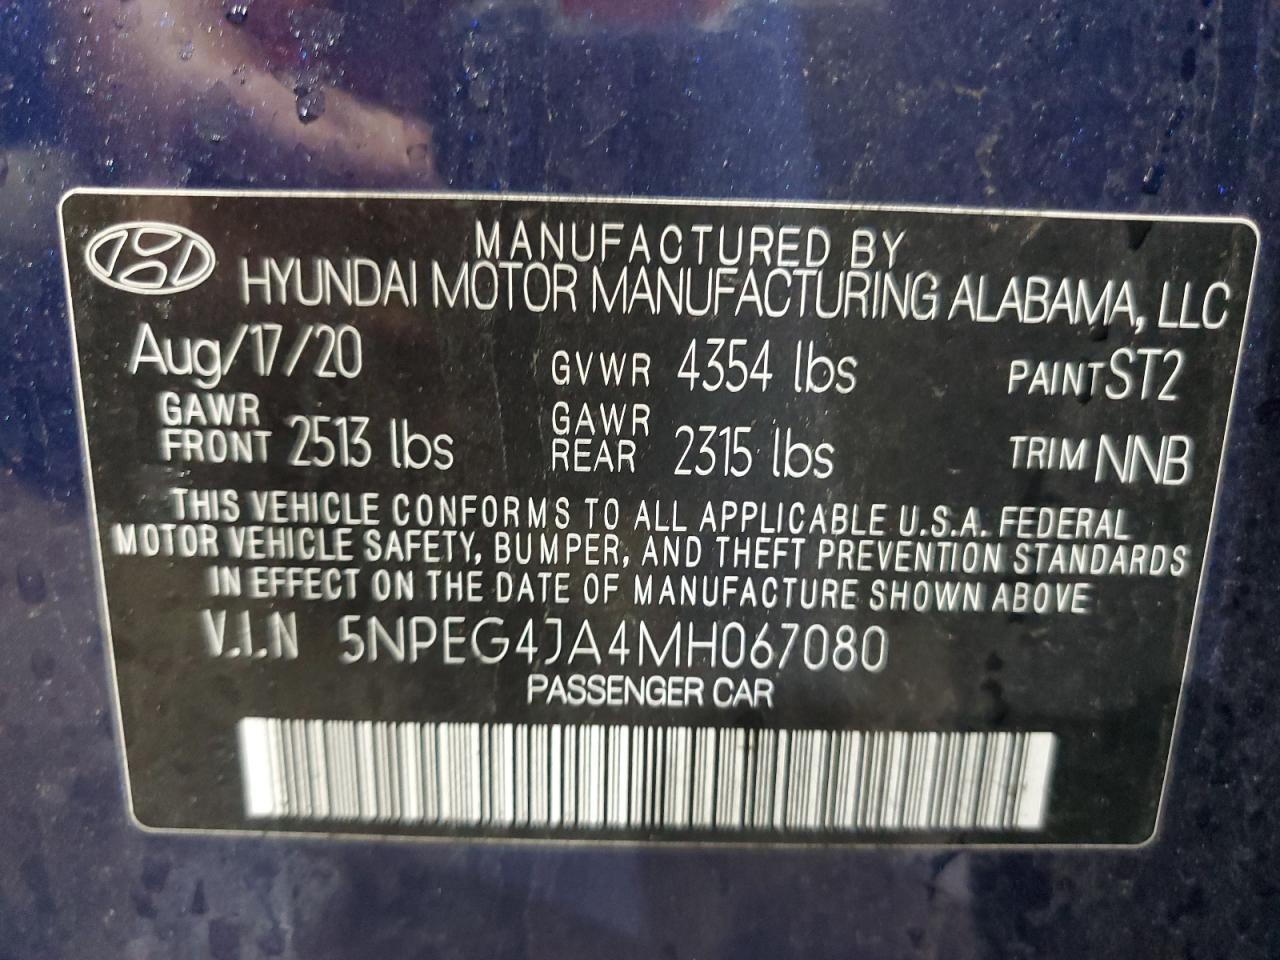 MANUFACTURED BY
HYUNDAI MOTOR MANUFACTURING ALABAMA, LLC
Aug/17/20 GVWR 4354 lbs PAINT ST2
GAWR FRONT 2513 lbs GAWR REAR 2315 lbs TRIM NNB
THIS VEHICLE CONFORMS TO ALL APPLICABLE U.S.A. FEDERAL
MOTOR VEHICLE SAFETY, BUMPER, AND THEFT PREVENTION STANDARDS
IN EFFECT ON THE DATE OF MANUFACTURE SHOWN ABOVE
V.I.N 5NPEG4JA4MH067080
PASSENGER CAR